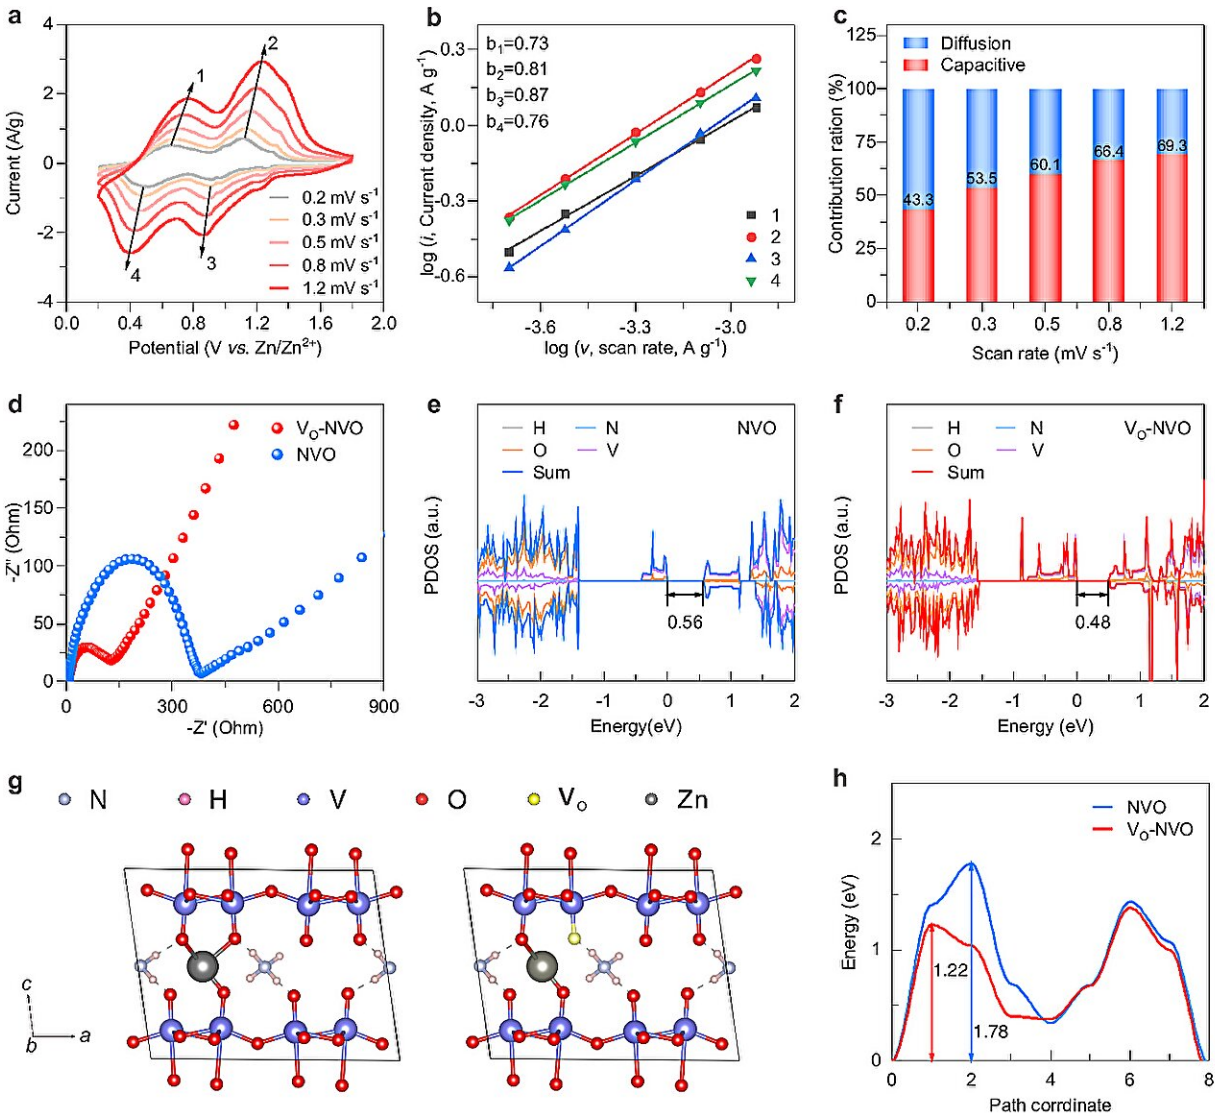 a
4
2
0
-2
-4
Current (A/g)
1
2
3
4
0.2 mV s⁻¹
0.3 mV s⁻¹
0.5 mV s⁻¹
0.8 mV s⁻¹
1.2 mV s⁻¹
0.0 0.4 0.8 1.2 1.6 2.0
Potential (V vs. Zn/Zn²⁺)
b
b₁=0.73
b₂=0.81
b₃=0.87
b₄=0.76
0.3
0.0
-0.3
-0.6
log (i, Current density, A g⁻¹)
1
2
3
4
-3.6 -3.3 -3.0
log (v, scan rate, A g⁻¹)
c
125
100
75
50
25
0
Contribution ration (%)
Diffusion
Capacitive
43.3 53.5 60.1 66.4 69.3
0.2 0.3 0.5 0.8 1.2
Scan rate (mV s⁻¹)
d
200
150
100
50
0
-Z" (Ohm)
V_O-NVO
NVO
0 300 600 900
-Z' (Ohm)
e
H N NVO
O V
Sum
PDOS (a.u.)
0.56
-3 -2 -1 0 1 2
Energy(eV)
f
H N V_O-NVO
O V
Sum
PDOS (a.u.)
0.48
-3 -2 -1 0 1 2
Energy (eV)
g
N H V O V_O Zn
c
b a
h
NVO
V_O-NVO
2
1
0
Energy (eV)
1.22
1.78
0 2 4 6 8
Path corrdinate